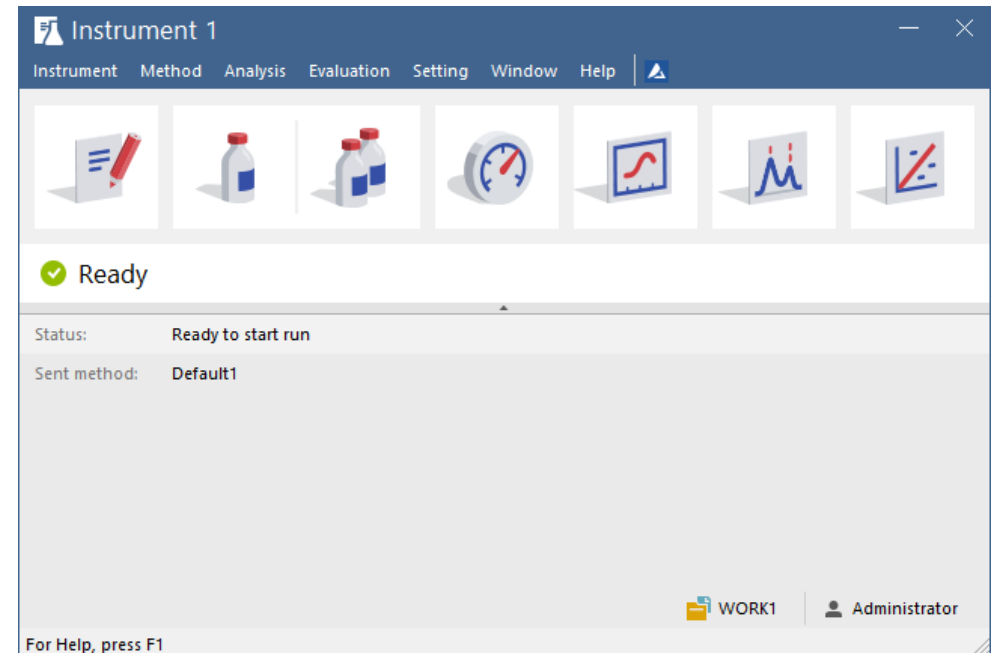 Instrument 1
Instrument Method Analysis Evaluation Setting Window Help
Ready
Status: Ready to start run
Sent method: Default1
WORK1 Administrator
For Help, press F1